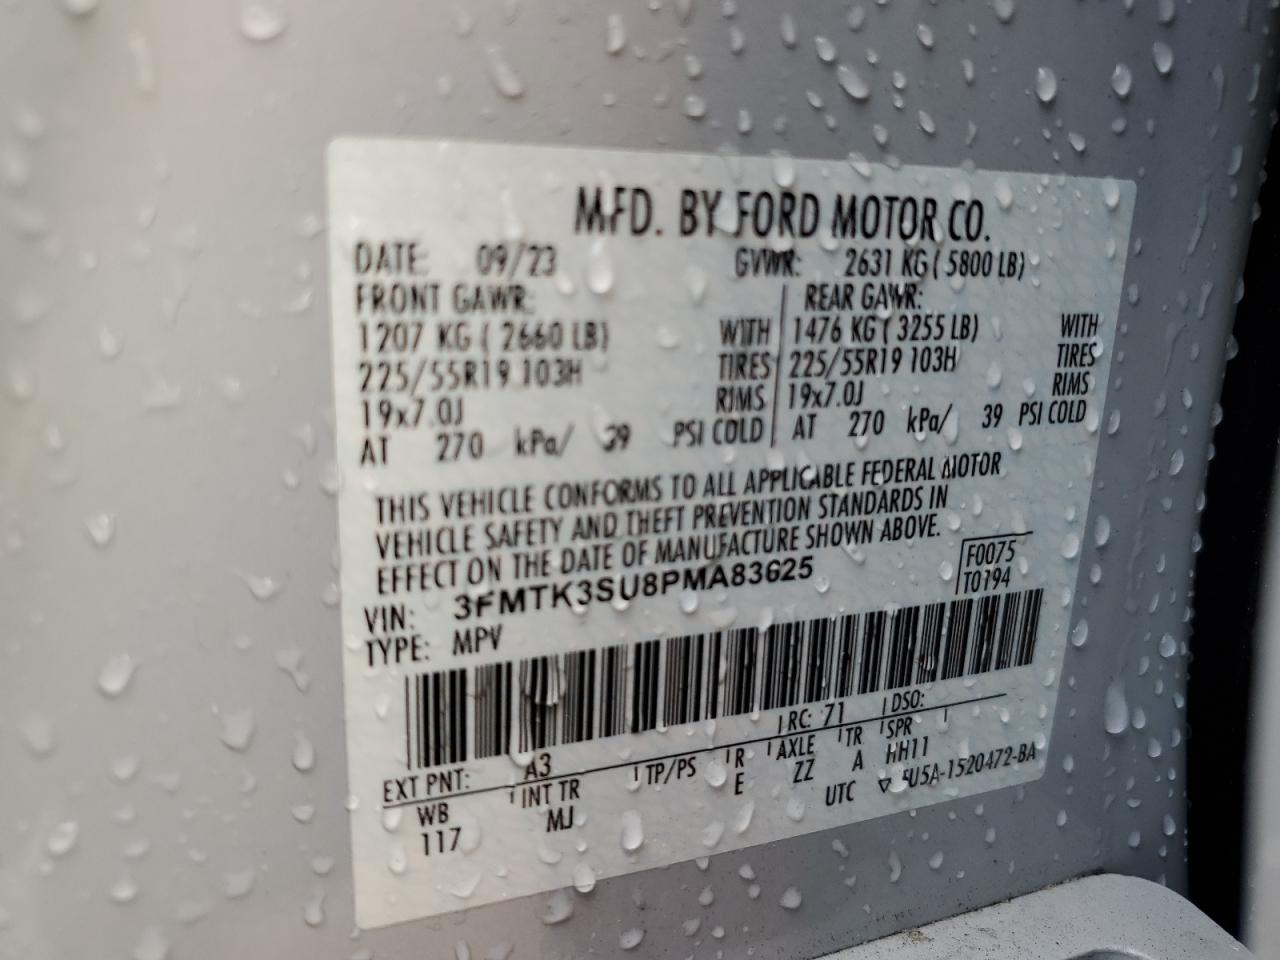 MFD. BY FORD MOTOR CO.
DATE: 09/23 GVWR: 2631 KG ( 5800 LB)
FRONT GAWR: REAR GAWR:
1207 KG ( 2660 LB) WITH 1476 KG ( 3255 LB) WITH
225/55R19 103H TIRES 225/55R19 103H TIRES
19x7.0J RIMS 19x7.0J RIMS
AT 270 kPa/ 39 PSI COLD AT 270 kPa/ 39 PSI COLD
THIS VEHICLE CONFORMS TO ALL APPLICABLE FEDERAL MOTOR
VEHICLE SAFETY AND THEFT PREVENTION STANDARDS IN
EFFECT ON THE DATE OF MANUFACTURE SHOWN ABOVE.
F0075
VIN: 3FMTK3SU8PMA83625 T0194
TYPE: MPV
RC: 71 DSO:
EXT PNT: A3
WB INT TR TP/PS R AXLE TR SPR
117 MJ E ZZ A HH11
UTC 5U5A-1520472-BA